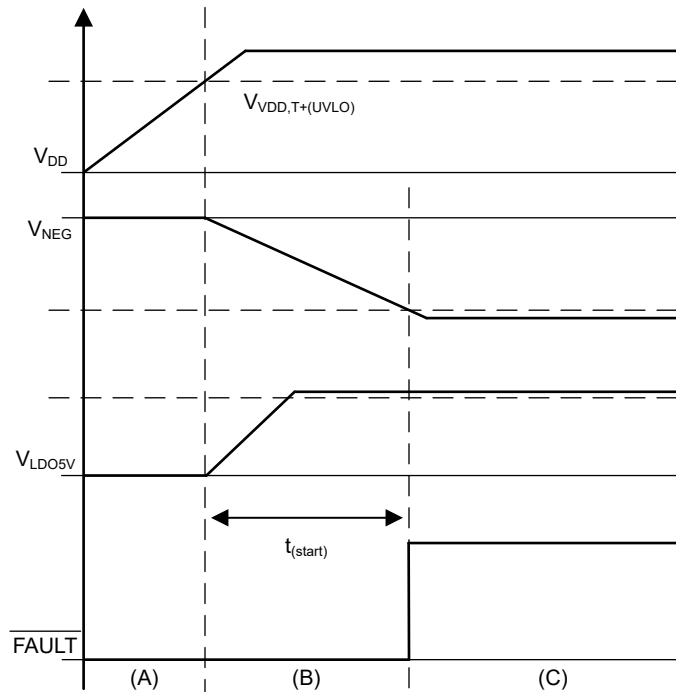 V_VDD,T+(UVLO)
V_DD
V_NEG
V_LDO5V
t_(start)
FAULT
(A) (B) (C)